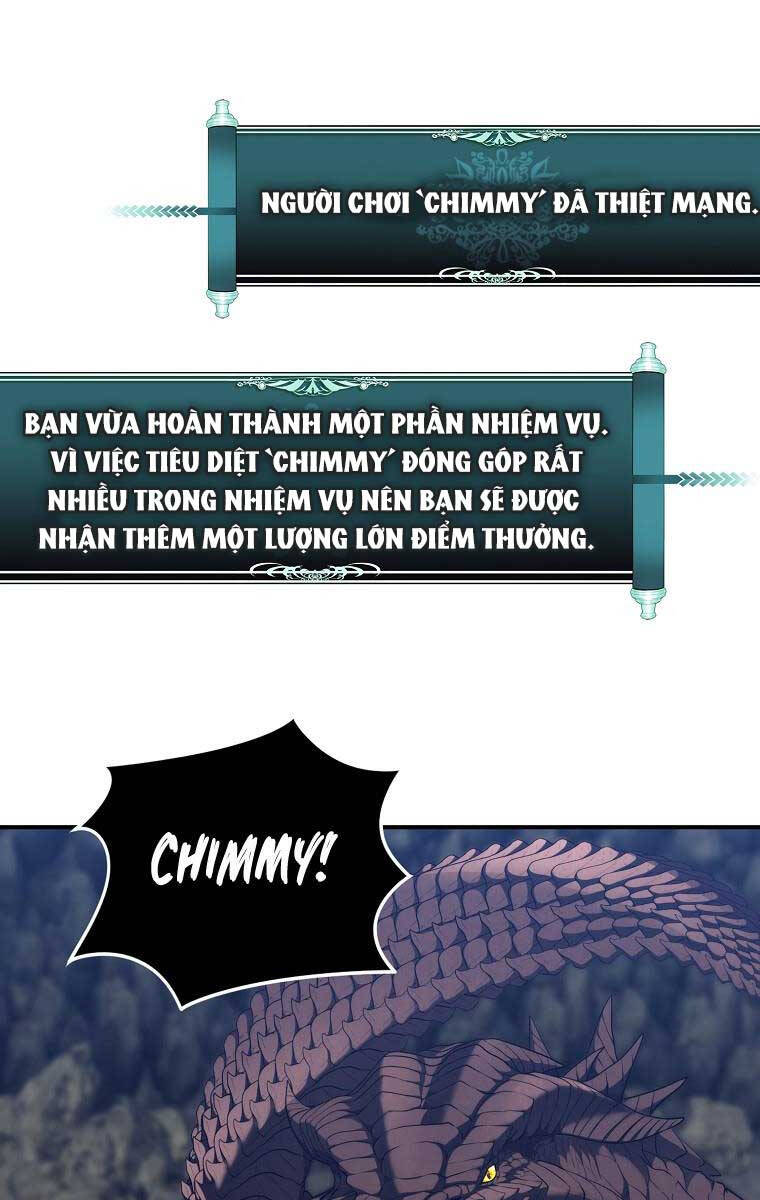 NGƯỜI CHƠI `CHIMMY´ ĐÃ THIỆT MẠNG.
BẠN VỪA HOÀN THÀNH MỘT PHẦN NHIỆM VỤ.
VÌ VIỆC TIÊU DIỆT `CHIMMY´ ĐÓNG GÓP RẤT
NHIỀU TRONG NHIỆM VỤ NÊN BẠN SẼ ĐƯỢC
NHẬN THÊM MỘT LƯỢNG LỚN ĐIỂM THƯỞNG.
CHIMMY!